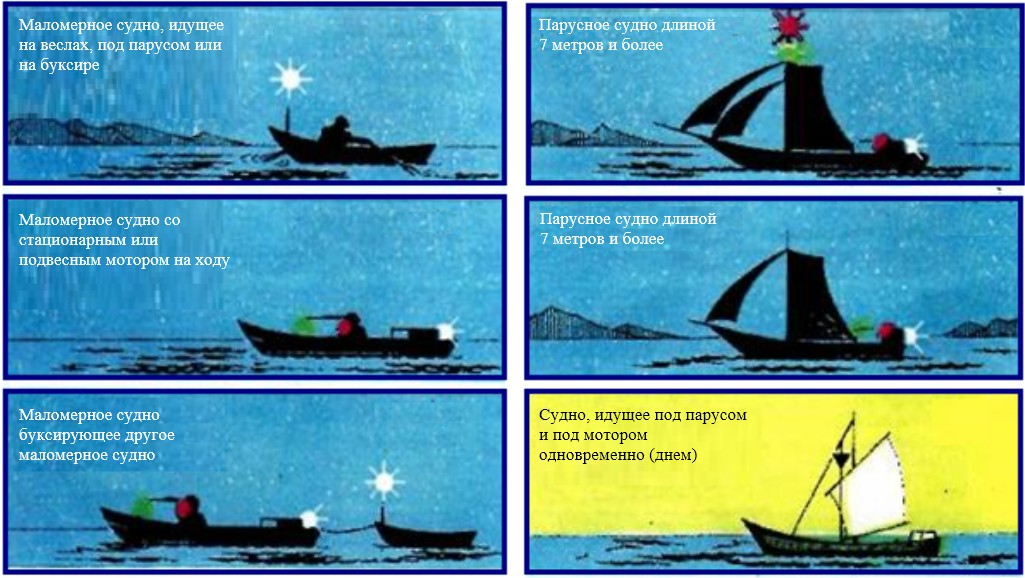 Маломерное судно, идущее
на веслах, под парусом или
на буксире
Парусное судно длиной
7 метров и более
Маломерное судно со
стационарным или
подвесным мотором на ходу
Парусное судно длиной
7 метров и более
Маломерное судно
буксирующее другое
маломерное судно
Судно, идущее под парусом
и под мотором
одновременно (днем)